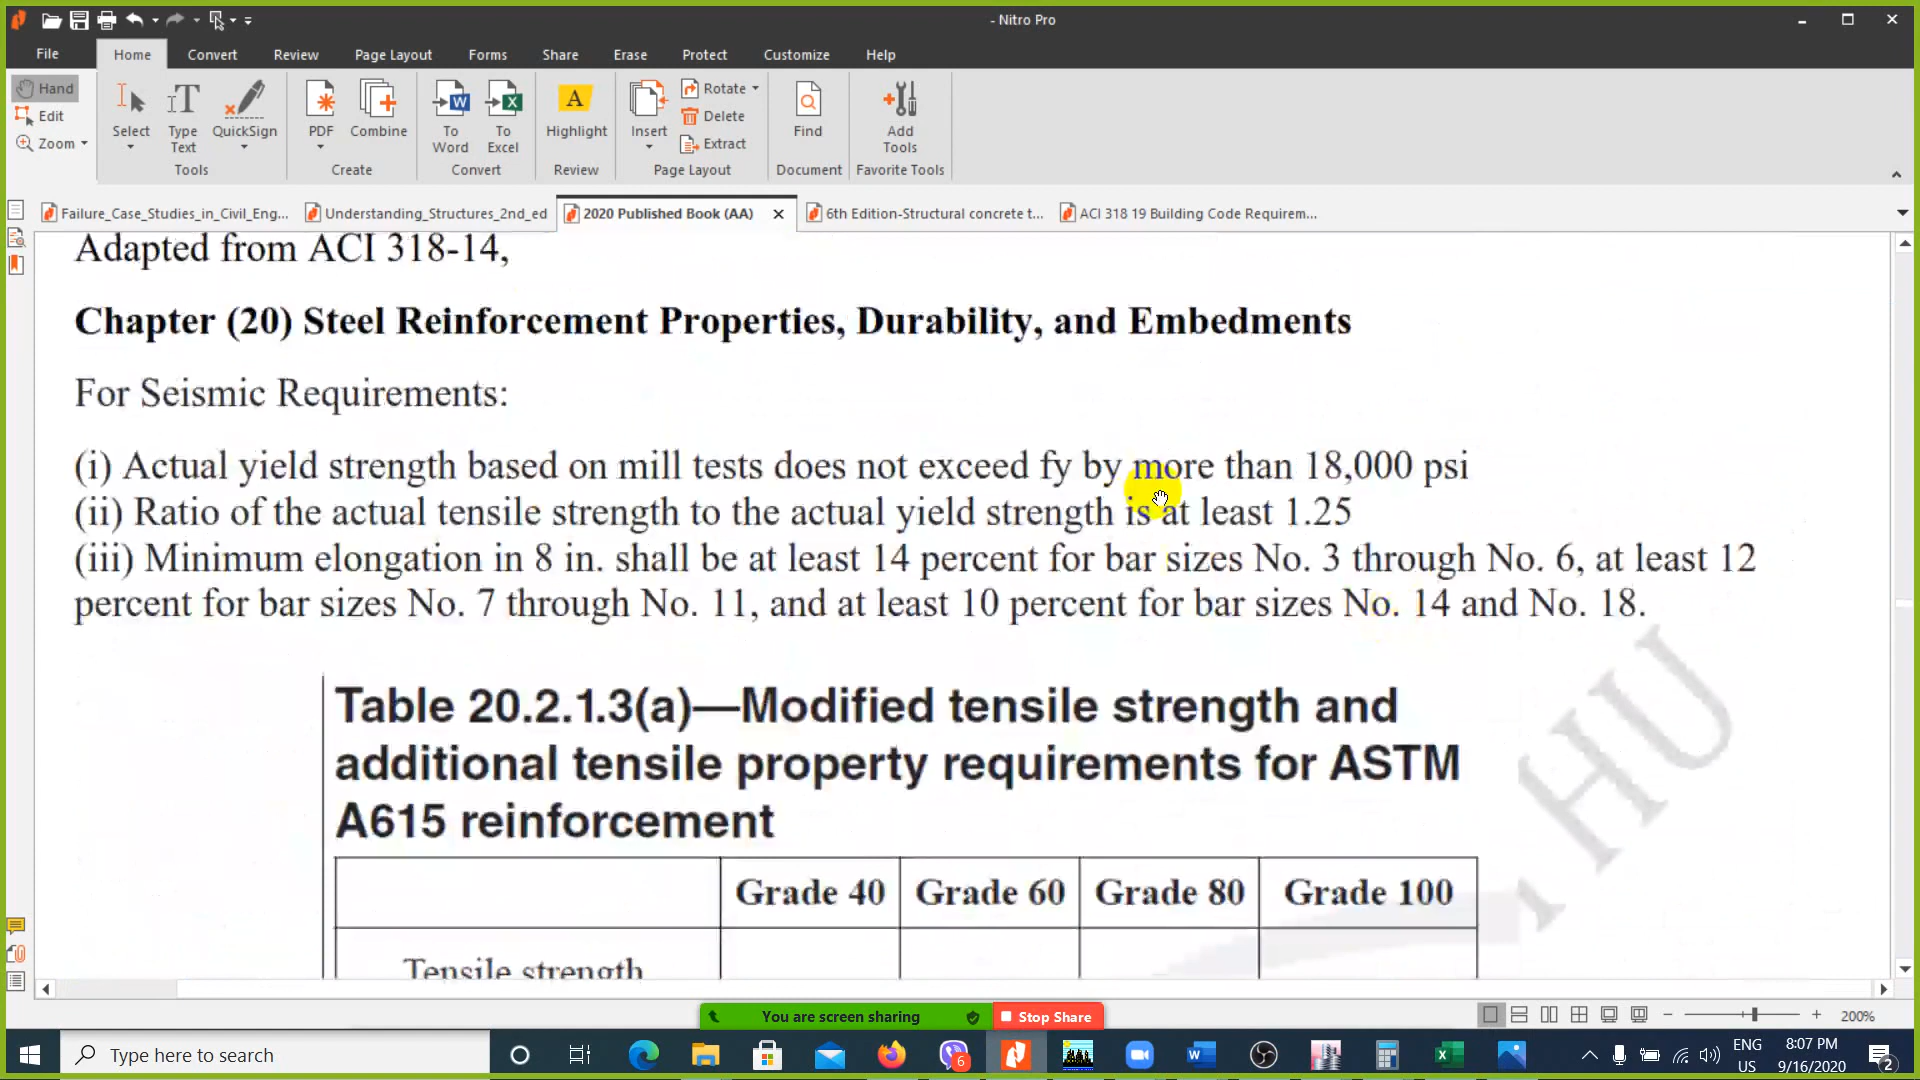 - Nitro Pro
File Home Convert Review Page Layout Forms Share Erase Protect Customize Help
Hand
Edit
Zoom
Select
Type
Text
QuickSign
Tools
PDF
Combine
Create
To
Word
To
Excel
Convert
Highlight
Review
Insert
Rotate
Delete
Extract
Page Layout
Find
Document
Add
Tools
Favorite Tools
Failure_Case_Studies_in_Civil_Eng...
Understanding_Structures_2nd_ed
2020 Published Book (AA)
6th Edition-Structural concrete t...
ACI 318 19 Building Code Requirem...
Adapted from ACI 318-14,
Chapter (20) Steel Reinforcement Properties, Durability, and Embedments
For Seismic Requirements:
(i) Actual yield strength based on mill tests does not exceed fy by more than 18,000 psi
(ii) Ratio of the actual tensile strength to the actual yield strength is at least 1.25
(iii) Minimum elongation in 8 in. shall be at least 14 percent for bar sizes No. 3 through No. 6, at least 12
percent for bar sizes No. 7 through No. 11, and at least 10 percent for bar sizes No. 14 and No. 18.
Table 20.2.1.3(a)—Modified tensile strength and
additional tensile property requirements for ASTM
A615 reinforcement
Grade 40 Grade 60 Grade 80 Grade 100
Tensile strength
HU
You are screen sharing
Stop Share
200%
Type here to search
6
ENG
US
8:07 PM
9/16/2020
2